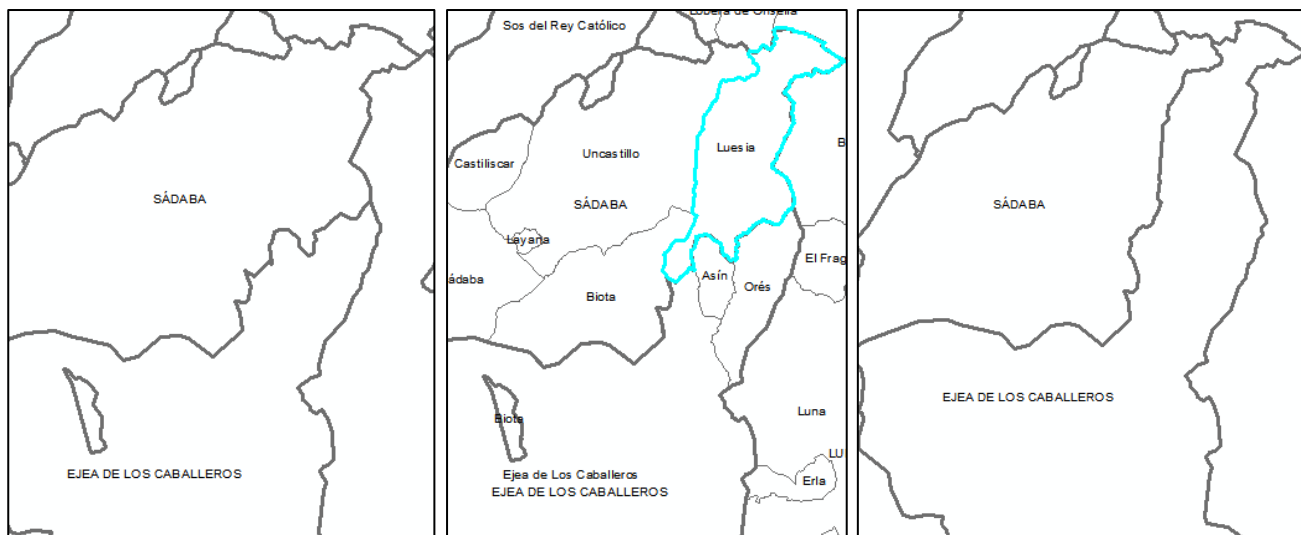 SÁDABA
EJEA DE LOS CABALLEROS
Sos del Rey Católico
Castiliscar
Uncastillo
Luesia
B
SÁDABA
Layana
ádaba
Biota
Asín
Orés
El Frag
Biota
Luna
LU
Ejea de Los Caballeros
EJEA DE LOS CABALLEROS
Erla
SÁDABA
EJEA DE LOS CABALLEROS